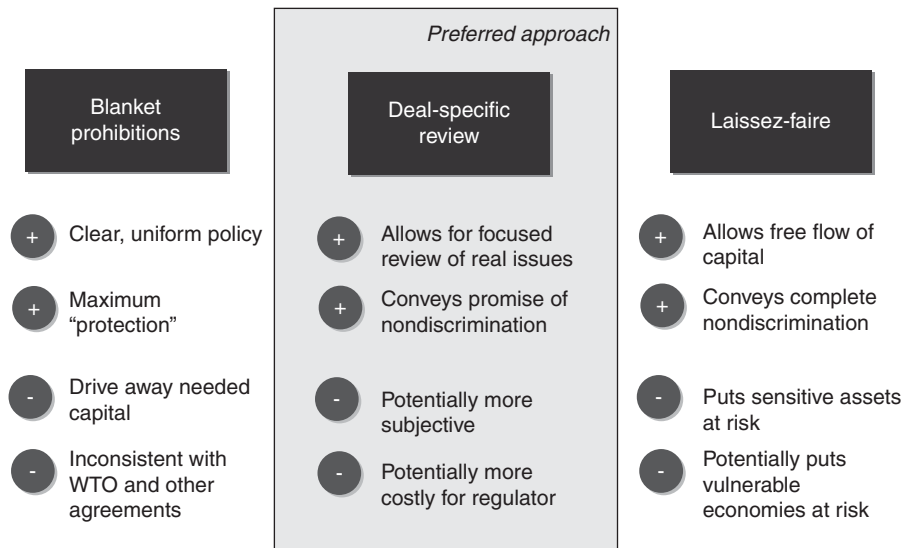 Preferred approach
Blanket
prohibitions
+ Clear, uniform policy
+ Maximum
“protection”
- Drive away needed
capital
- Inconsistent with
WTO and other
agreements
Deal-specific
review
+ Allows for focused
review of real issues
+ Conveys promise of
nondiscrimination
- Potentially more
subjective
- Potentially more
costly for regulator
Laissez-faire
+ Allows free flow of
capital
+ Conveys complete
nondiscrimination
- Puts sensitive assets
at risk
- Potentially puts
vulnerable
economies at risk